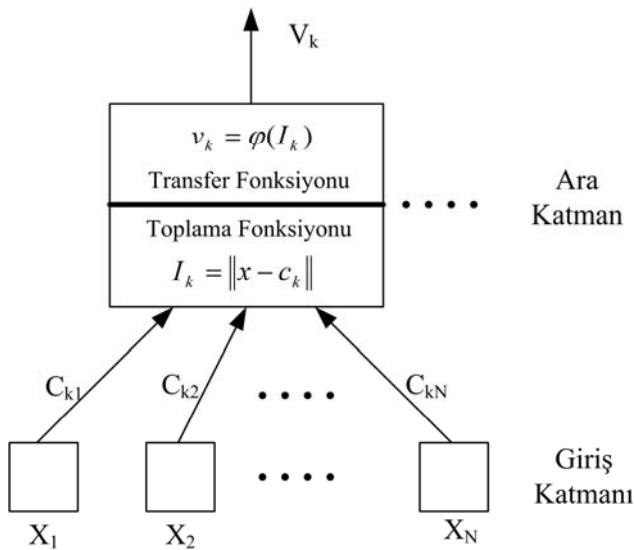 V_k
v_k = φ(I_k)
Transfer Fonksiyonu
Toplama Fonksiyonu
I_k = ‖x − c_k‖
Ara
Katman
C_k1
C_k2
C_kN
Giriş
Katmanı
X_1
X_2
X_N